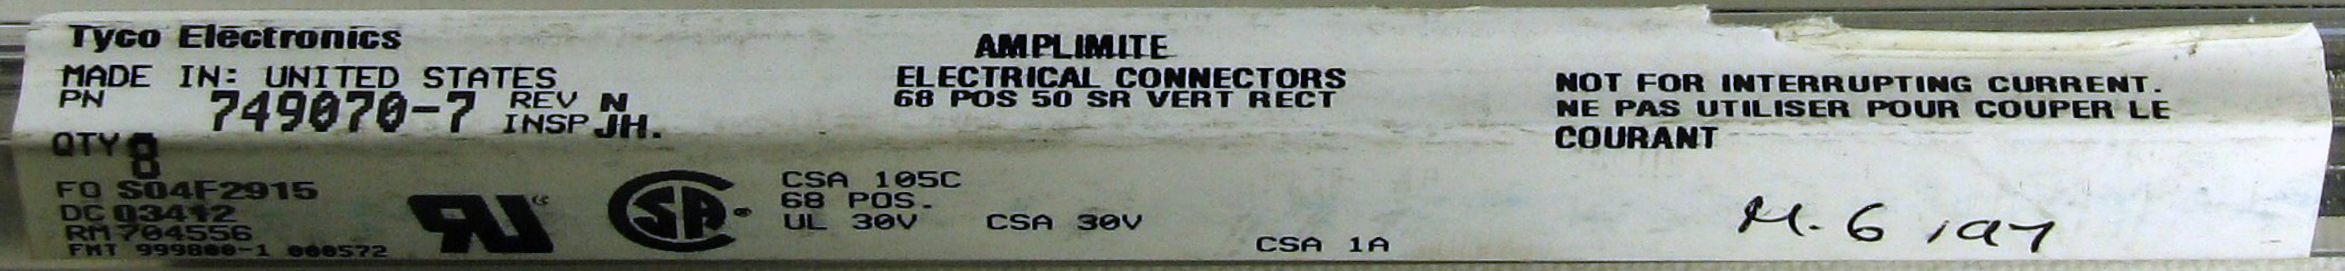 Tyco Electronics
MADE IN: UNITED STATES
PN 749070-7 REV N
INSP JH.
QTY 8
FO S04F2915
DC 03412
RM 704556
FMT 999800-1 000572
AMPLIMITE
ELECTRICAL CONNECTORS
68 POS 50 SR VERT RECT
CSA 105C
68 POS.
UL 30V CSA 30V
CSA 1A
NOT FOR INTERRUPTING CURRENT.
NE PAS UTILISER POUR COUPER LE
COURANT